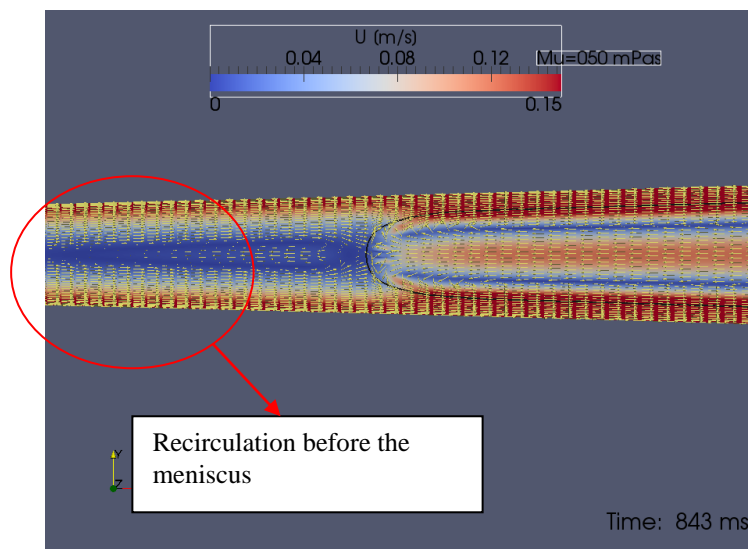 U (m/s)
0.04 0.08 0.12 Mu=050 mPas
0 0.15
Recirculation before the
meniscus
Y
Z
Time: 843 ms